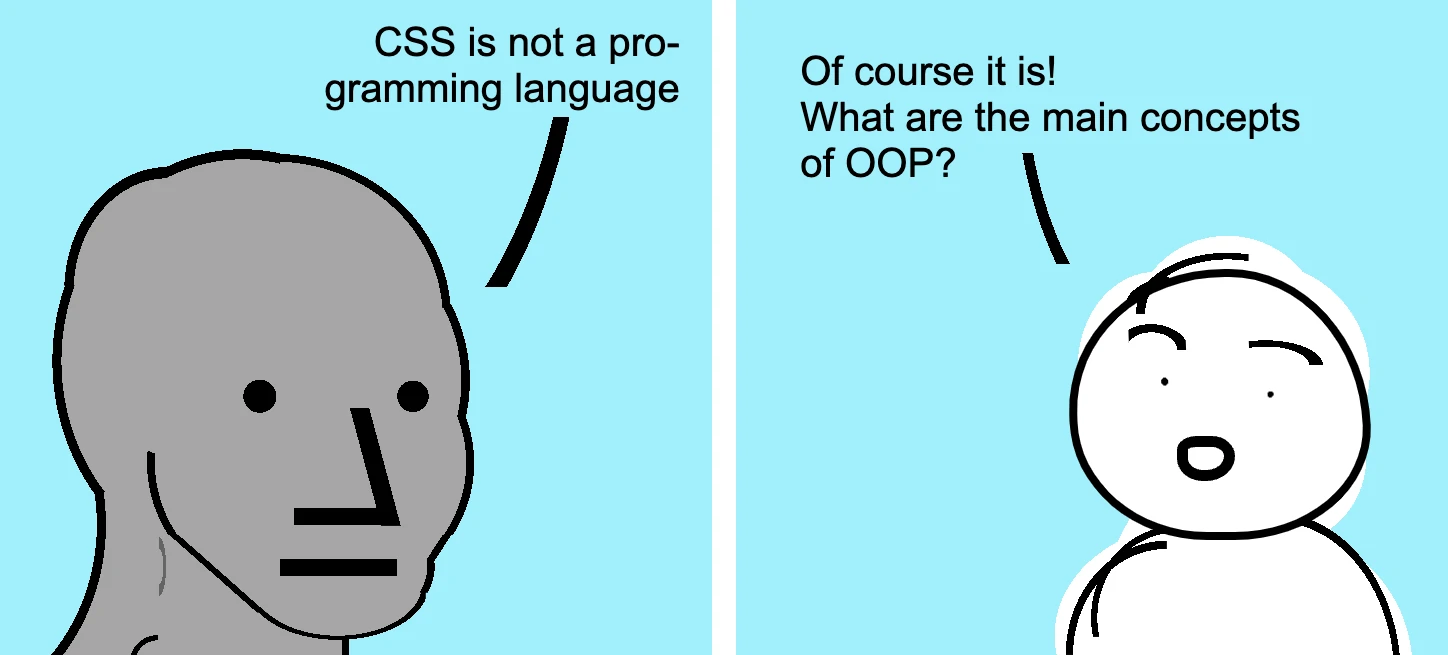 CSS is not a pro-
gramming language
Of course it is!
What are the main concepts
of OOP?